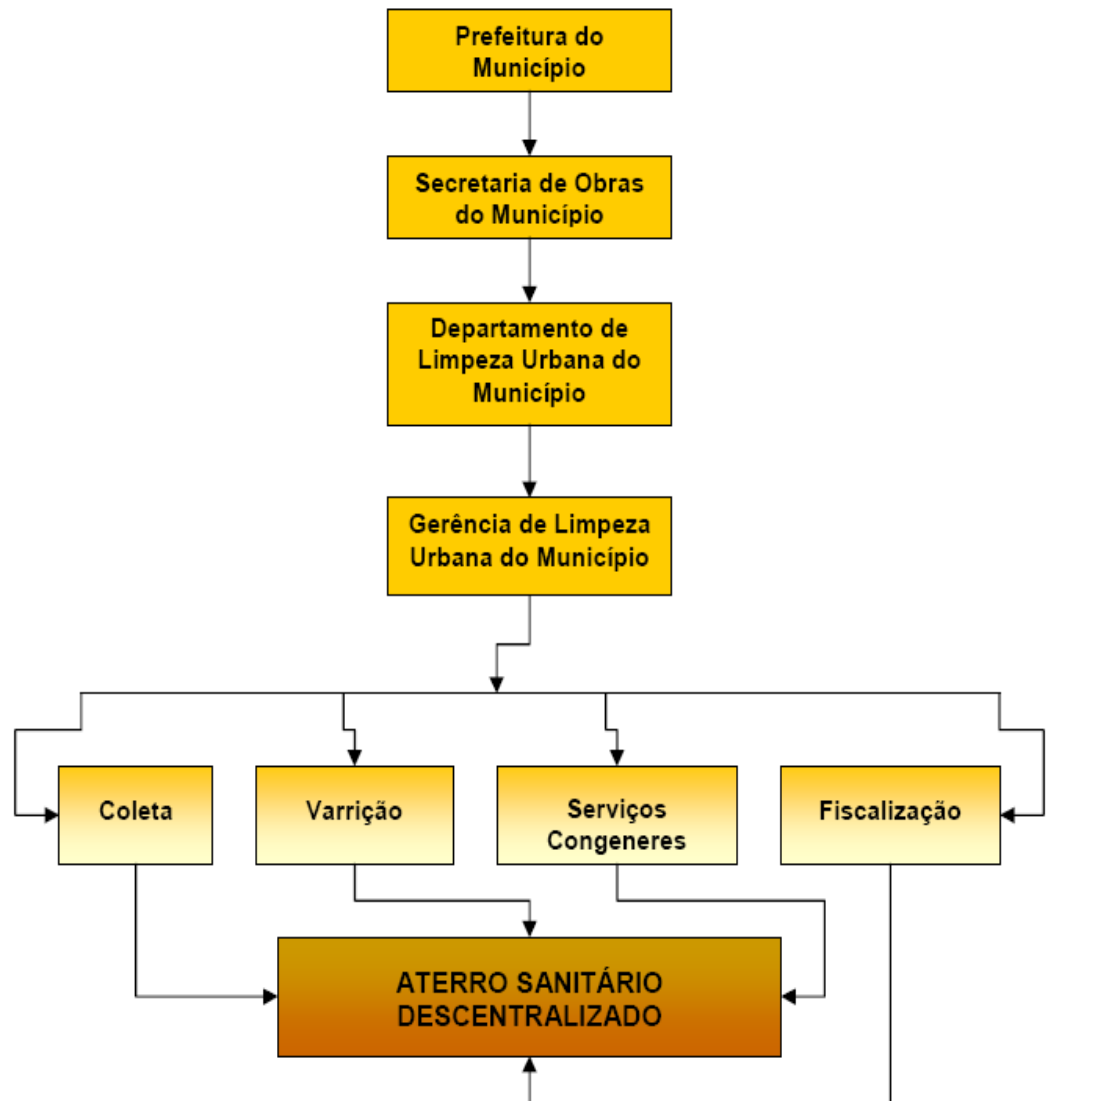 Prefeitura do
Município
Secretaria de Obras
do Município
Departamento de
Limpeza Urbana do
Município
Gerência de Limpeza
Urbana do Município
Coleta
Varrição
Serviços
Congeneres
Fiscalização
ATERRO SANITÁRIO
DESCENTRALIZADO